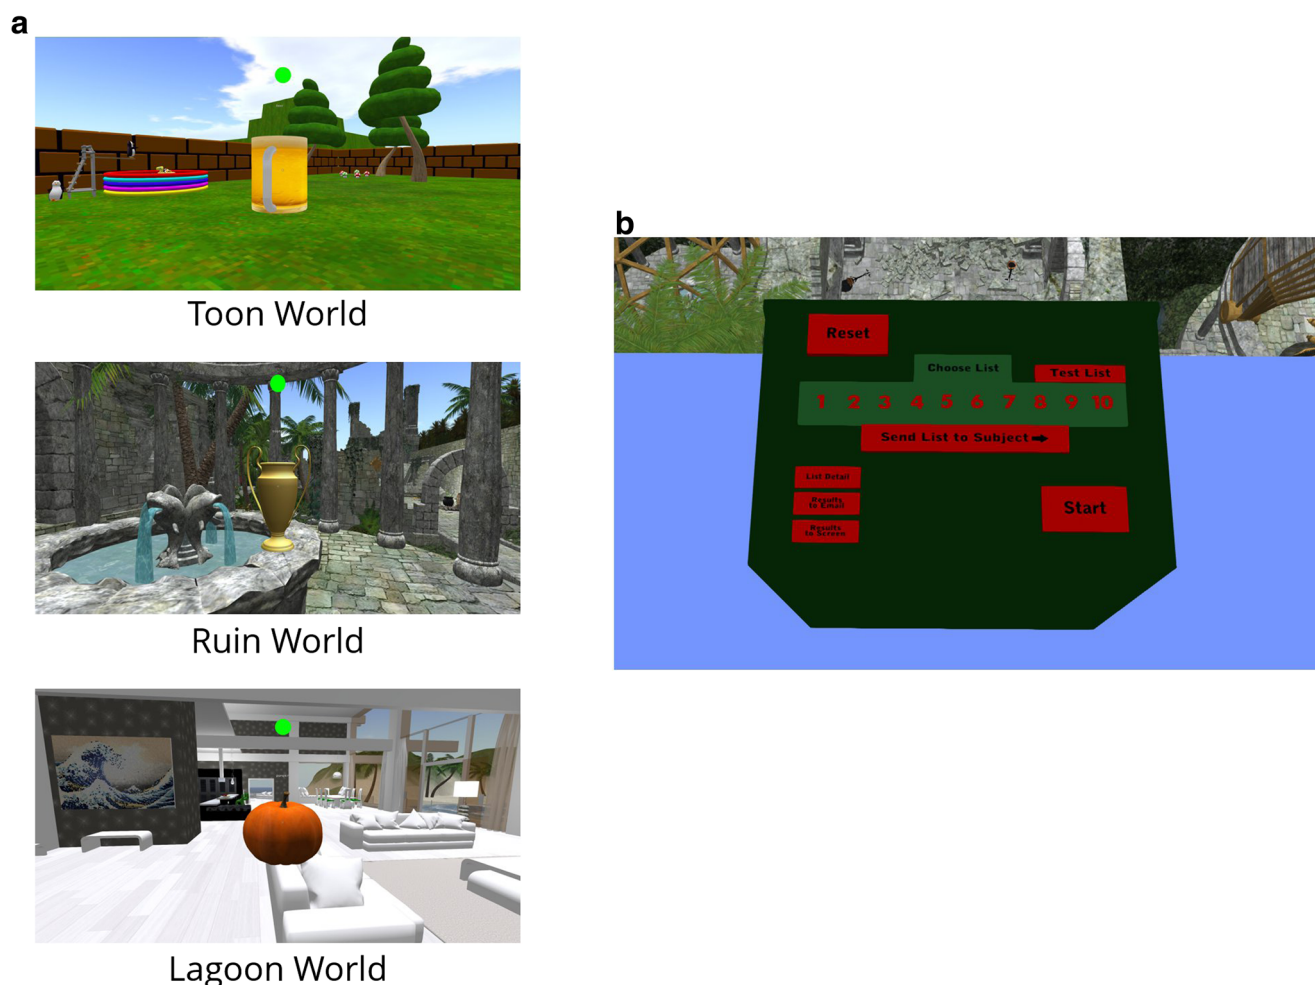 a
Toon World
Ruin World
Lagoon World
b
Reset
Choose List
Test List
1 2 3 4 5 6 7 8 9 10
Send List to Subject ➡
List Detail
Results
to Email
Results
to Screen
Start